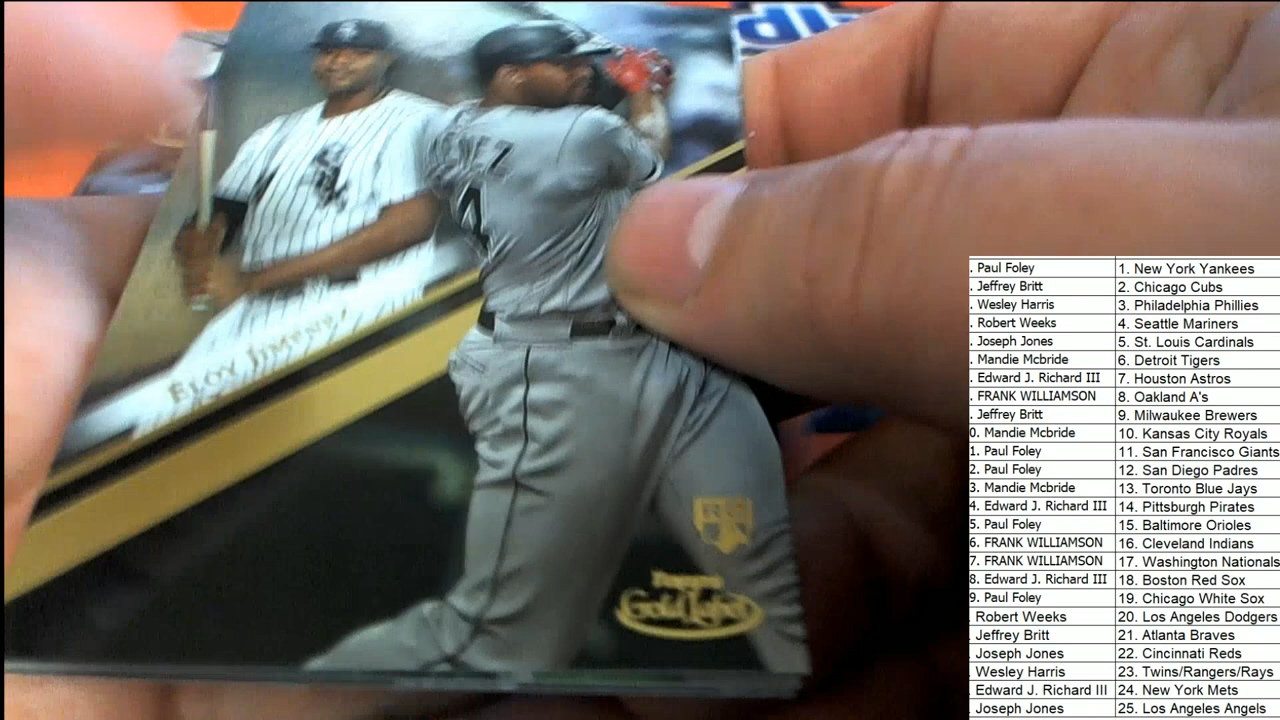 ELOY JIMENEZ
Topps
Gold Label
. Paul Foley 1. New York Yankees
. Jeffrey Britt 2. Chicago Cubs
. Wesley Harris 3. Philadelphia Phillies
. Robert Weeks 4. Seattle Mariners
. Joseph Jones 5. St. Louis Cardinals
. Mandie Mcbride 6. Detroit Tigers
. Edward J. Richard III 7. Houston Astros
. FRANK WILLIAMSON 8. Oakland A's
. Jeffrey Britt 9. Milwaukee Brewers
0. Mandie Mcbride 10. Kansas City Royals
1. Paul Foley 11. San Francisco Giants
2. Paul Foley 12. San Diego Padres
3. Mandie Mcbride 13. Toronto Blue Jays
4. Edward J. Richard III 14. Pittsburgh Pirates
5. Paul Foley 15. Baltimore Orioles
6. FRANK WILLIAMSON 16. Cleveland Indians
7. FRANK WILLIAMSON 17. Washington Nationals
8. Edward J. Richard III 18. Boston Red Sox
9. Paul Foley 19. Chicago White Sox
. Robert Weeks 20. Los Angeles Dodgers
. Jeffrey Britt 21. Atlanta Braves
. Joseph Jones 22. Cincinnati Reds
. Wesley Harris 23. Twins/Rangers/Rays
. Edward J. Richard III 24. New York Mets
. Joseph Jones 25. Los Angeles Angels